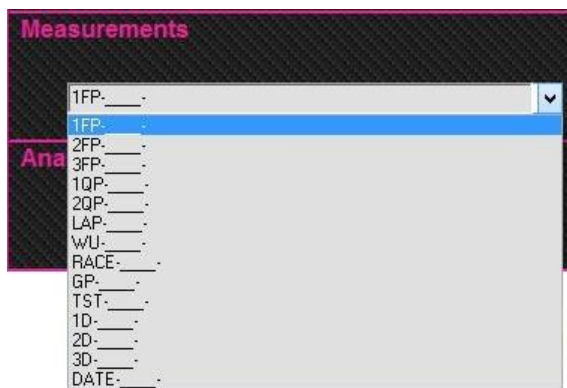 Measurements
1FP-____-
1FP-____-
2FP-____-
Ana
3FP-____-
1QP-____-
2QP-____-
LAP-____-
WU-____-
RACE-____-
GP-____-
TST-____-
1D-____-
2D-____-
3D-____-
DATE-____-